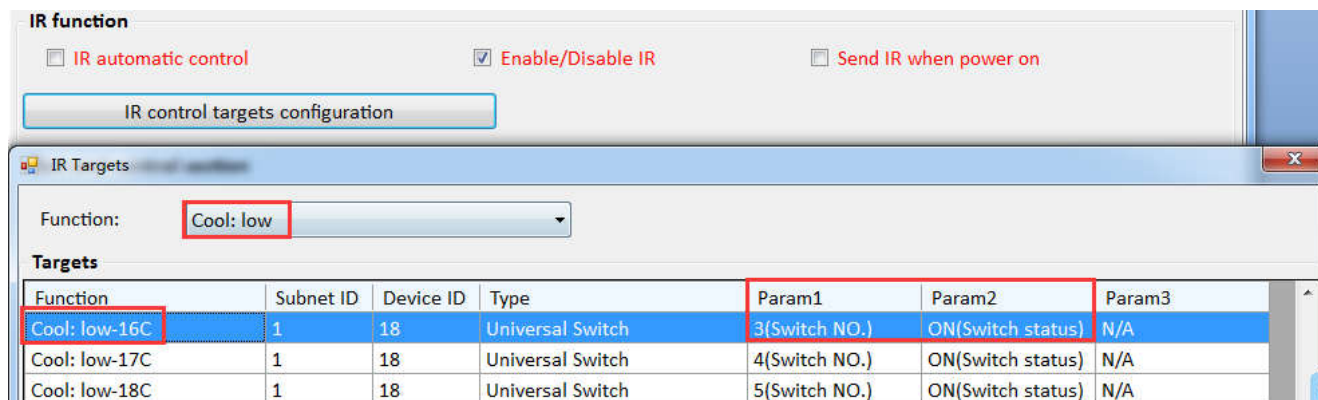 IR function
IR automatic control Enable/Disable IR Send IR when power on
IR control targets configuration
IR Targets
Function: Cool: low
Targets
Function Subnet ID Device ID Type Param1 Param2 Param3
Cool: low-16C 1 18 Universal Switch 3(Switch NO.) ON(Switch status) N/A
Cool: low-17C 1 18 Universal Switch 4(Switch NO.) ON(Switch status) N/A
Cool: low-18C 1 18 Universal Switch 5(Switch NO.) ON(Switch status) N/A